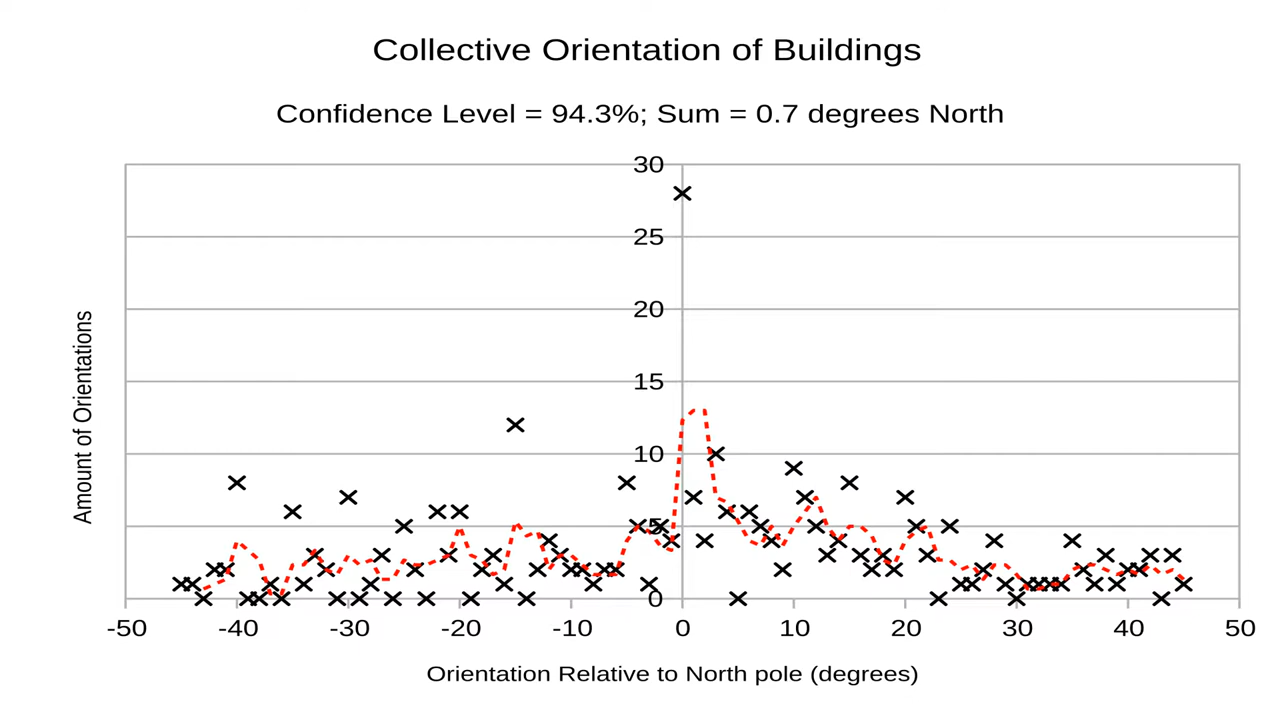 Collective Orientation of Buildings
Confidence Level = 94.3%; Sum = 0.7 degrees North
30
25
20
15
10
5
0
Amount of Orientations
-50 -40 -30 -20 -10 0 10 20 30 40 50
Orientation Relative to North pole (degrees)